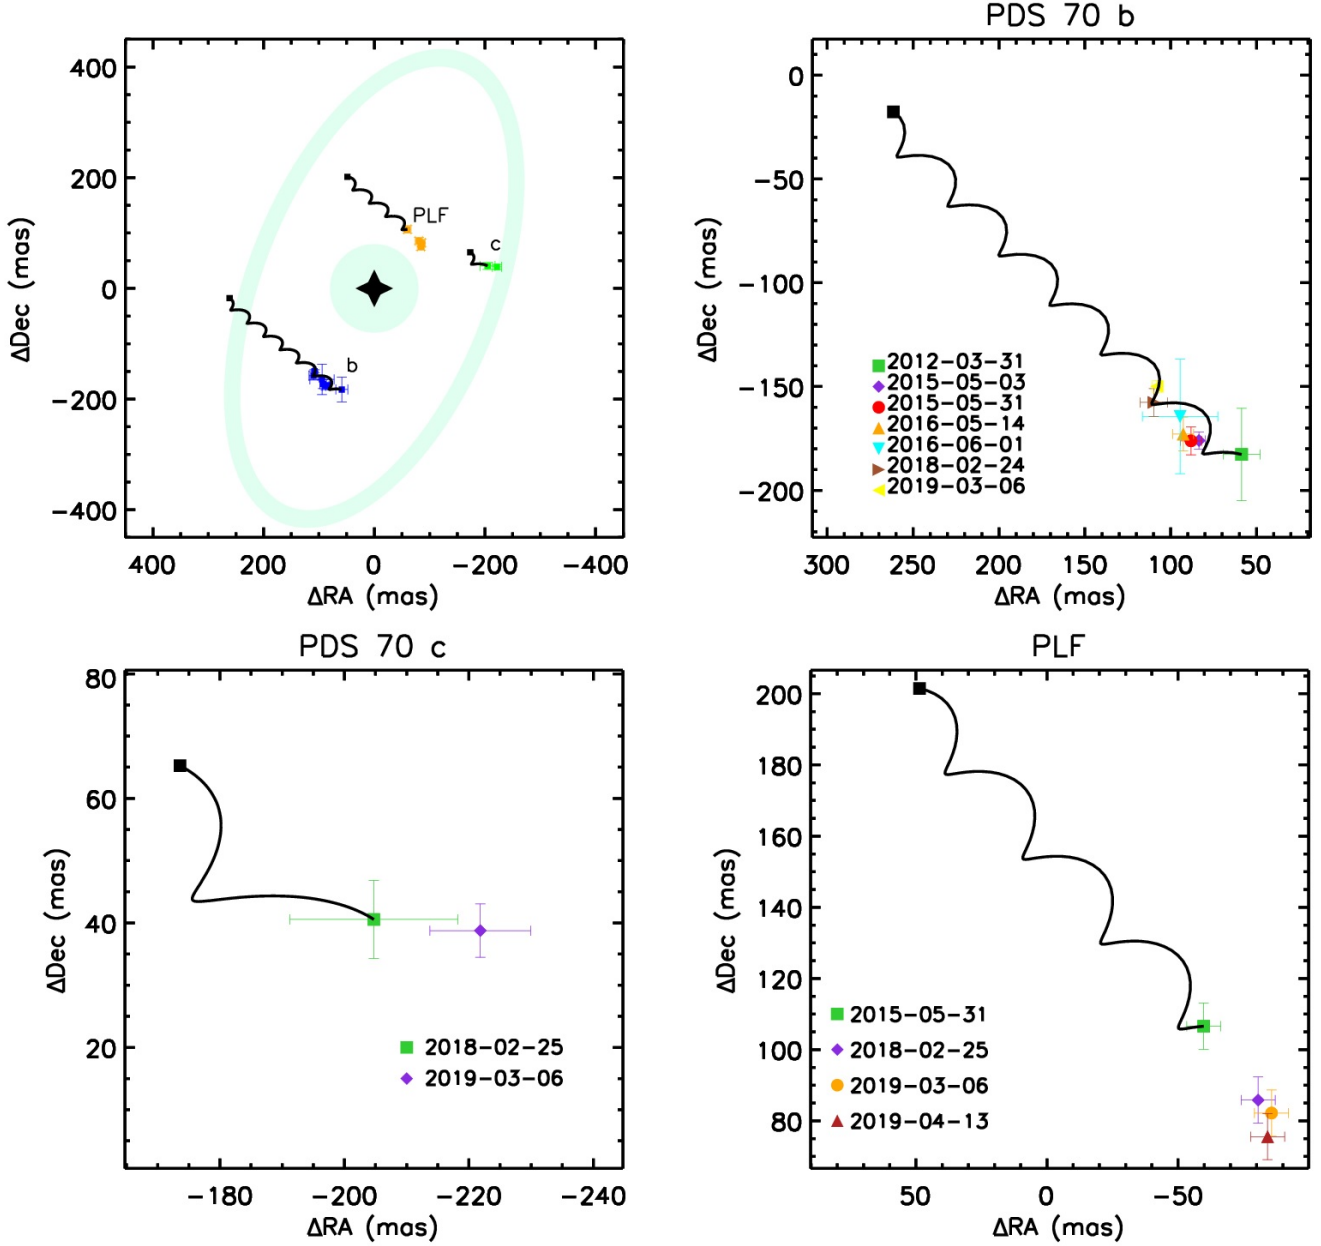 400
200
0
−200
−400
ΔDec (mas)
PLF
c
b
400 200 0 −200 −400
ΔRA (mas)
PDS 70 b
0
−50
−100
−150
−200
ΔDec (mas)
2012−03−31
2015−05−03
2015−05−31
2016−05−14
2016−06−01
2018−02−24
2019−03−06
300 250 200 150 100 50
ΔRA (mas)
PDS 70 c
80
60
40
20
ΔDec (mas)
2018−02−25
2019−03−06
−180 −200 −220 −240
ΔRA (mas)
PLF
200
180
160
140
120
100
80
ΔDec (mas)
2015−05−31
2018−02−25
2019−03−06
2019−04−13
50 0 −50
ΔRA (mas)